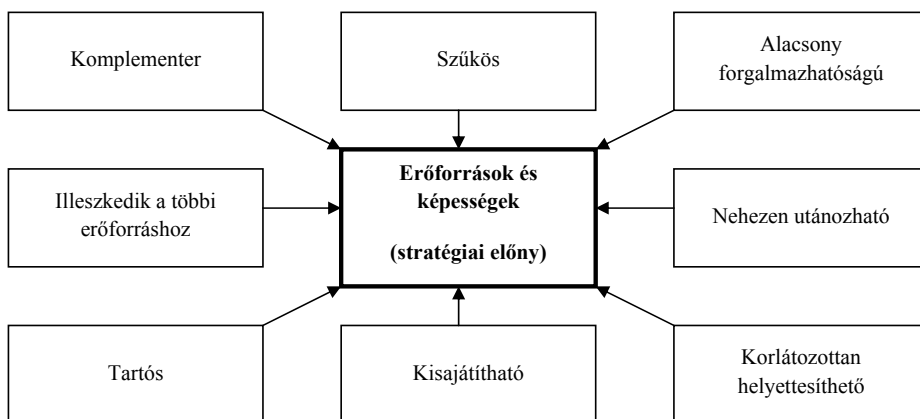 Komplementer
Szűkös
Alacsony
forgalmazhatóságú
Illeszkedik a többi
erőforráshoz
Erőforrások és
képességek
(stratégiai előny)
Nehezen utánozható
Tartós
Kisajátítható
Korlátozottan
helyettesíthető